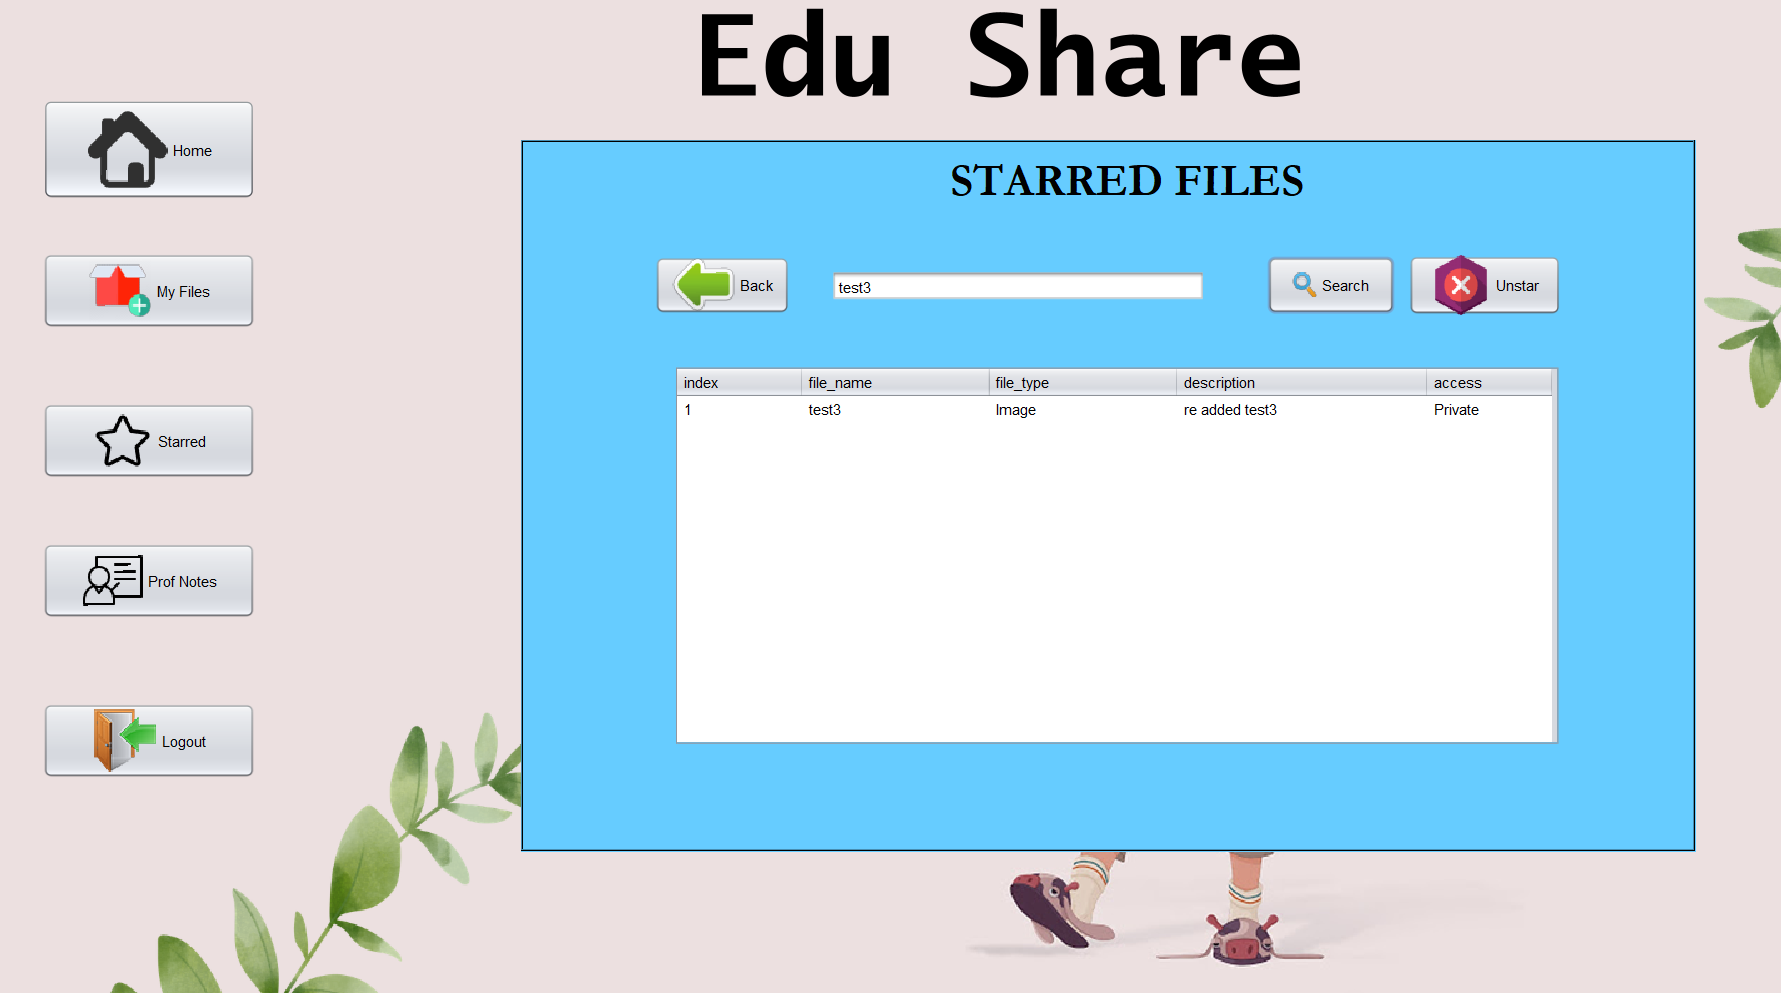 Edu Share
Home
My Files
Starred
Prof Notes
Logout
STARRED FILES
Back
test3
Search
Unstar
index file_name file_type description access
1 test3 Image re added test3 Private